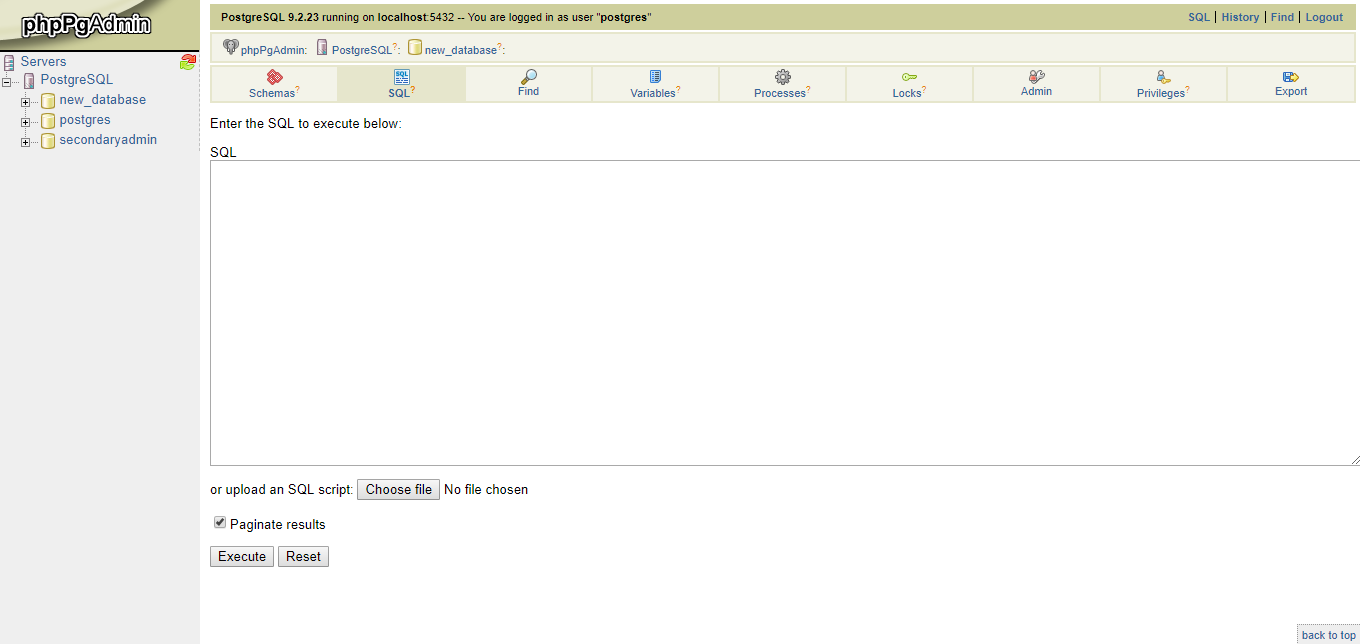 phpPgAdmin
Servers
PostgreSQL
new_database
postgres
secondaryadmin
PostgreSQL 9.2.23 running on localhost:5432 -- You are logged in as user "postgres"
SQL | History | Find | Logout
phpPgAdmin: PostgreSQL?: new_database?:
Schemas? SQL? Find Variables? Processes? Locks? Admin Privileges? Export
Enter the SQL to execute below:
SQL
or upload an SQL script: Choose file No file chosen
Paginate results
Execute Reset
back to top